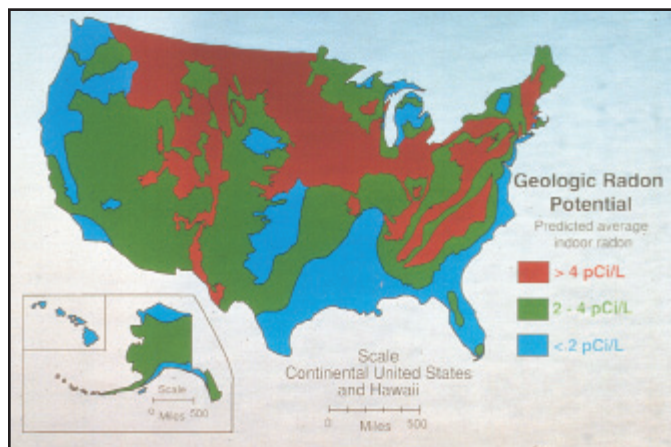 Geologic Radon
Potential
Predicted average
indoor radon
> 4 pCi/L
2 - 4 pCi/L
< 2 pCi/L
Scale
Continental United States
and Hawaii
0 Miles 500
Scale
0 500
Miles